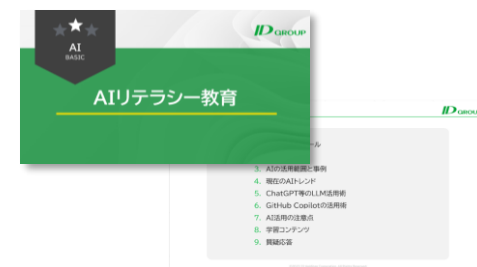 AI
BASIC
ID GROUP
AIリテラシー教育
ID GROU
ール
3. AIの活用範囲と事例
4. 現在のAIトレンド
5. ChatGPT等のLLM活用術
6. GitHub Copilotの活用術
7. AI活用の注意点
8. 学習コンテンツ
9. 質疑応答